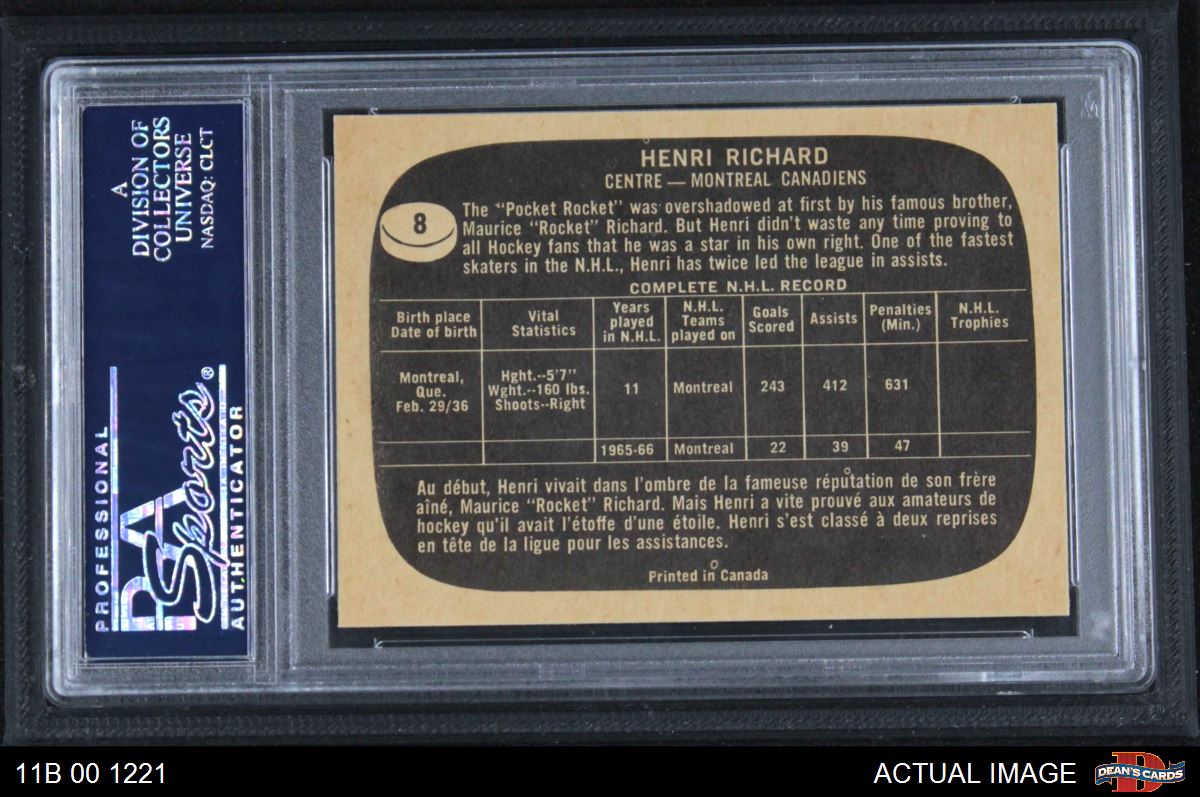 A
DIVISION OF
COLLECTORS
UNIVERSE
NASDAQ: CLCT
PROFESSIONAL
PSA
Sports®
AUTHENTICATOR
HENRI RICHARD
CENTRE — MONTREAL CANADIENS
8
The "Pocket Rocket" was overshadowed at first by his famous brother,
Maurice "Rocket" Richard. But Henri didn't waste any time proving to
all Hockey fans that he was a star in his own right. One of the fastest
skaters in the N.H.L., Henri has twice led the league in assists.
COMPLETE N.H.L. RECORD
Birth place
Date of birth
Vital
Statistics
Years
played
in N.H.L.
N.H.L.
Teams
played on
Goals
Scored
Assists
Penalties
(Min.)
N.H.L.
Trophies
Montreal,
Que.
Feb. 29/36
Hght.--5'7"
Wght.--160 lbs.
Shoots--Right
11
Montreal
243
412
631
1965-66
Montreal
22
39
47
Au début, Henri vivait dans l'ombre de la fameuse réputation de son frère
aîné, Maurice "Rocket" Richard. Mais Henri a vite prouvé aux amateurs de
hockey qu'il avait l'étoffe d'une étoile. Henri s'est classé à deux reprises
en tête de la ligue pour les assistances.
Printed in Canada
11B 00 1221
ACTUAL IMAGE
D
DEAN'S CARDS